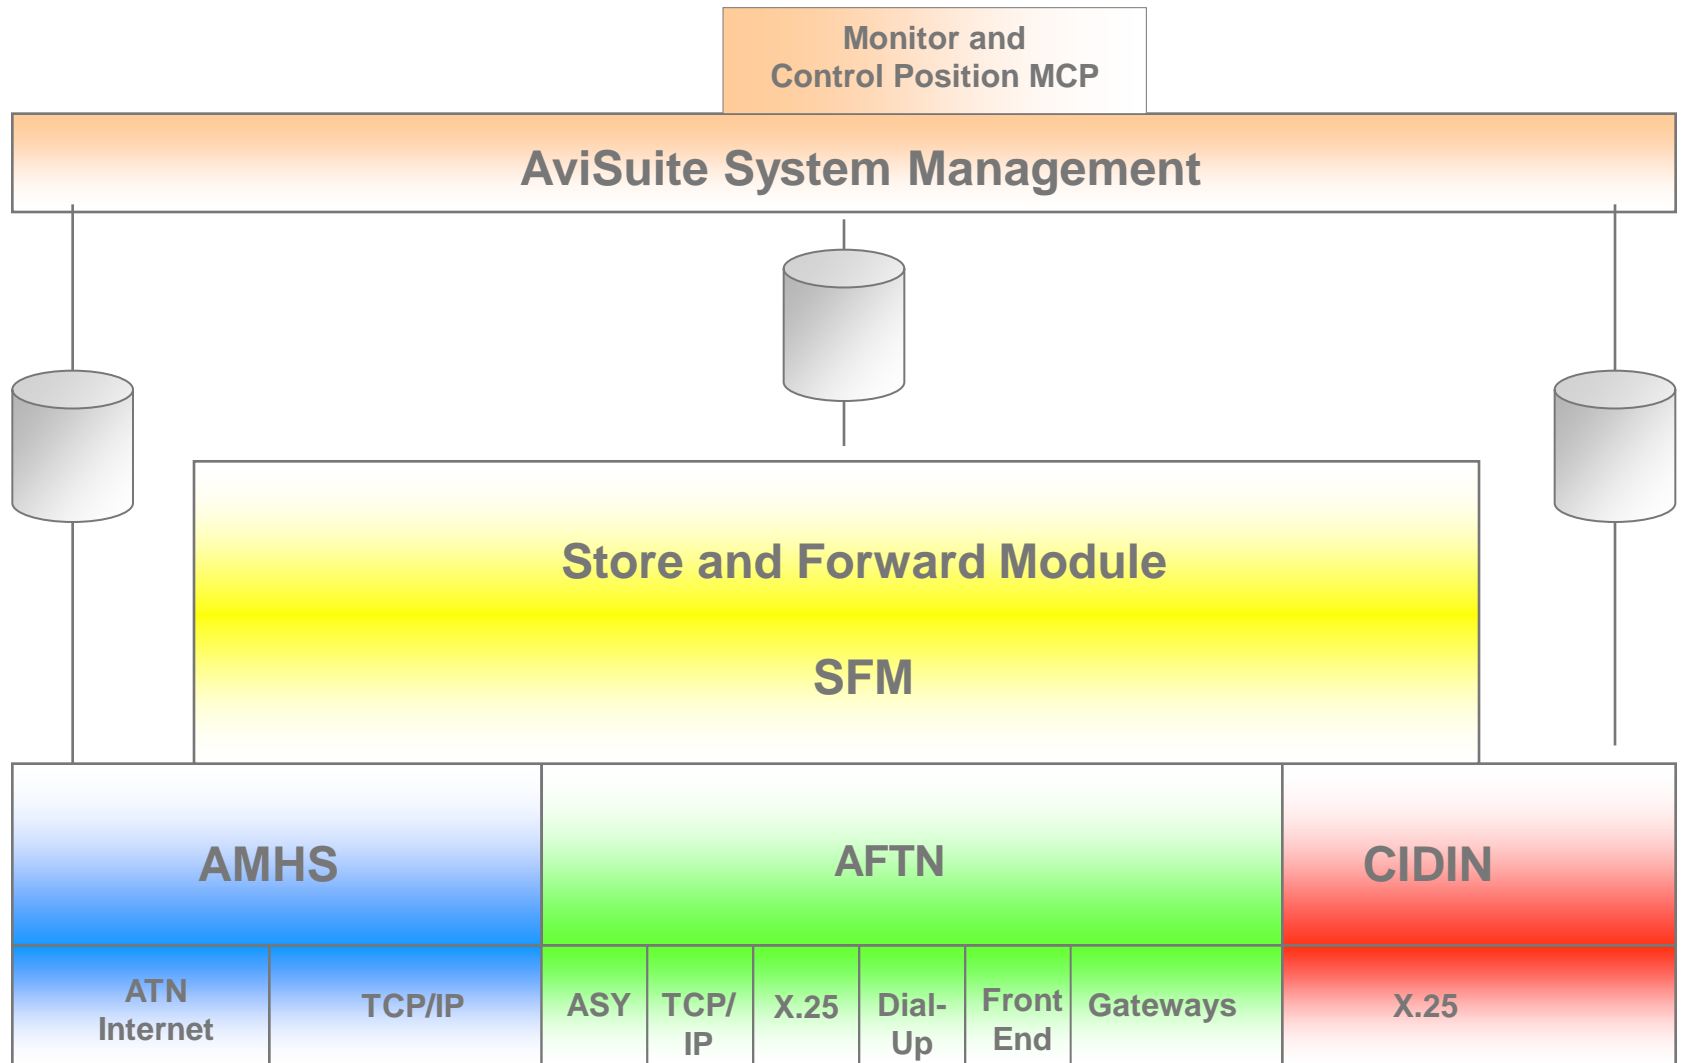 Monitor and
Control Position MCP
AviSuite System Management
Store and Forward Module
SFM
AMHS
AFTN
CIDIN
ATN
Internet
TCP/IP
ASY
TCP/
IP
X.25
Dial-
Up
Front
End
Gateways
X.25